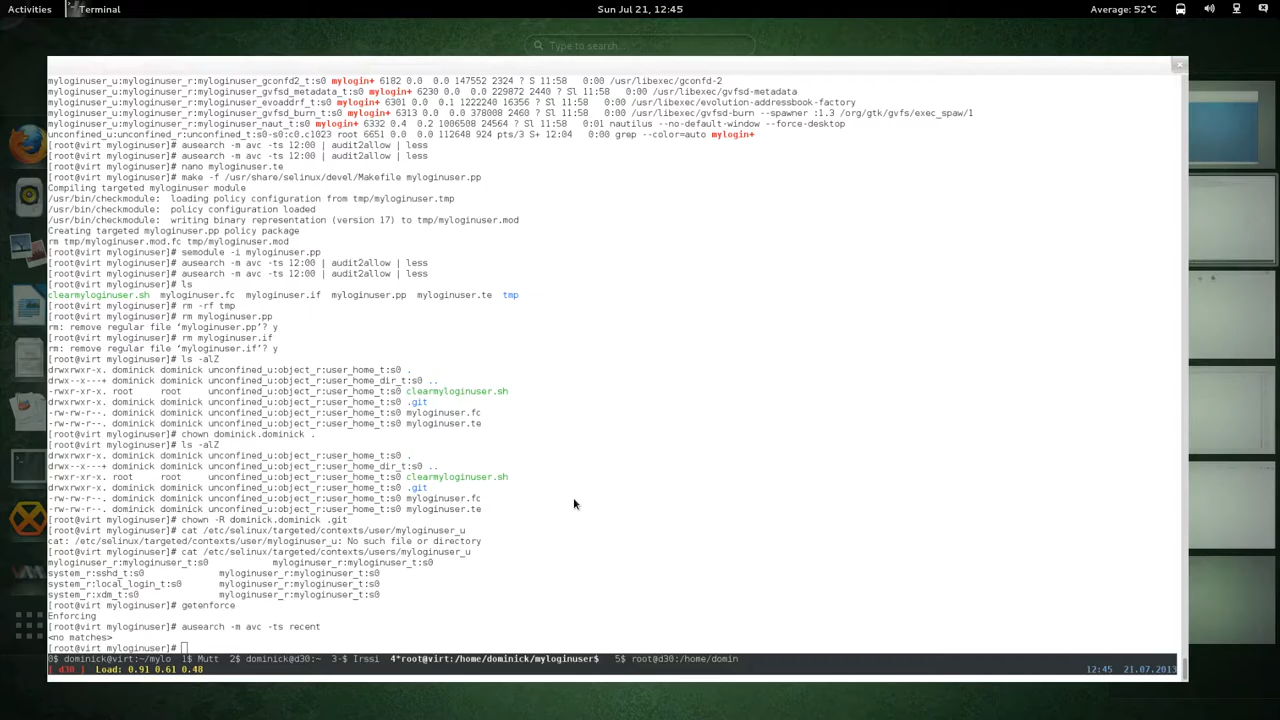 Activities Terminal Sun Jul 21, 12:45 Average: 52°C
Type to search...
myloginuser_u:myloginuser_r:myloginuser_gconfd2_t:s0 mylogin+ 6182 0.0  0.0 147552 2324 ? S 11:58   0:00 /usr/libexec/gconfd-2
myloginuser_u:myloginuser_r:myloginuser_gvfsd_metadata_t:s0 mylogin+ 6230 0.0  0.0 229872 2440 ? Sl 11:58   0:00 /usr/libexec/gvfsd-metadata
myloginuser_u:myloginuser_r:myloginuser_evoaddrf_t:s0 mylogin+ 6301 0.0  0.1 1222240 16356 ? Sl 11:58   0:00 /usr/libexec/evolution-addressbook-factory
myloginuser_u:myloginuser_r:myloginuser_gvfsd_burn_t:s0 mylogin+ 6313 0.0  0.0 378008 2460 ? Sl 11:58   0:00 /usr/libexec/gvfsd-burn --spawner :1.3 /org/gtk/gvfs/exec_spaw/1
myloginuser_u:myloginuser_r:myloginuser_naut_t:s0 mylogin+ 6332 0.4  0.2 1006508 24564 ? Sl 11:58   0:01 nautilus --no-default-window --force-desktop
unconfined_u:unconfined_r:unconfined_t:s0-s0:c0.c1023 root 6651 0.0  0.0 112648 924 pts/3 S+ 12:04   0:00 grep --color=auto mylogin+
[root@virt myloginuser]# ausearch -m avc -ts 12:00 | audit2allow | less
[root@virt myloginuser]# ausearch -m avc -ts 12:00 | audit2allow | less
[root@virt myloginuser]# nano myloginuser.te
[root@virt myloginuser]# make -f /usr/share/selinux/devel/Makefile myloginuser.pp
Compiling targeted myloginuser module
/usr/bin/checkmodule:  loading policy configuration from tmp/myloginuser.tmp
/usr/bin/checkmodule:  policy configuration loaded
/usr/bin/checkmodule:  writing binary representation (version 17) to tmp/myloginuser.mod
Creating targeted myloginuser.pp policy package
rm tmp/myloginuser.mod.fc tmp/myloginuser.mod
[root@virt myloginuser]# semodule -i myloginuser.pp
[root@virt myloginuser]# ausearch -m avc -ts 12:00 | audit2allow | less
[root@virt myloginuser]# ausearch -m avc -ts 12:00 | audit2allow | less
[root@virt myloginuser]# ls
clearmyloginuser.sh  myloginuser.fc  myloginuser.if  myloginuser.pp  myloginuser.te  tmp
[root@virt myloginuser]# rm -rf tmp
[root@virt myloginuser]# rm myloginuser.pp
rm: remove regular file ‘myloginuser.pp’? y
[root@virt myloginuser]# rm myloginuser.if
rm: remove regular file ‘myloginuser.if’? y
[root@virt myloginuser]# ls -alZ
drwxrwxr-x. dominick dominick unconfined_u:object_r:user_home_t:s0 .
drwx--x---+ dominick dominick unconfined_u:object_r:user_home_dir_t:s0 ..
-rwxr-xr-x. root     root     unconfined_u:object_r:user_home_t:s0 clearmyloginuser.sh
drwxrwxr-x. dominick dominick unconfined_u:object_r:user_home_t:s0 .git
-rw-rw-r--. dominick dominick unconfined_u:object_r:user_home_t:s0 myloginuser.fc
-rw-rw-r--. dominick dominick unconfined_u:object_r:user_home_t:s0 myloginuser.te
[root@virt myloginuser]# chown dominick.dominick .
[root@virt myloginuser]# ls -alZ
drwxrwxr-x. dominick dominick unconfined_u:object_r:user_home_t:s0 .
drwx--x---+ dominick dominick unconfined_u:object_r:user_home_dir_t:s0 ..
-rwxr-xr-x. root     root     unconfined_u:object_r:user_home_t:s0 clearmyloginuser.sh
drwxrwxr-x. dominick dominick unconfined_u:object_r:user_home_t:s0 .git
-rw-rw-r--. dominick dominick unconfined_u:object_r:user_home_t:s0 myloginuser.fc
-rw-rw-r--. dominick dominick unconfined_u:object_r:user_home_t:s0 myloginuser.te
[root@virt myloginuser]# chown -R dominick.dominick .git
[root@virt myloginuser]# cat /etc/selinux/targeted/contexts/user/myloginuser_u
cat: /etc/selinux/targeted/contexts/user/myloginuser_u: No such file or directory
[root@virt myloginuser]# cat /etc/selinux/targeted/contexts/users/myloginuser_u
myloginuser_r:myloginuser_t:s0    myloginuser_r:myloginuser_t:s0
system_r:sshd_t:s0    myloginuser_r:myloginuser_t:s0
system_r:local_login_t:s0    myloginuser_r:myloginuser_t:s0
system_r:xdm_t:s0    myloginuser_r:myloginuser_t:s0
[root@virt myloginuser]# getenforce
Enforcing
[root@virt myloginuser]# ausearch -m avc -ts recent
<no matches>
[root@virt myloginuser]#
0$ dominick@virt:~/mylo  1$ Mutt  2$ dominick@d30:~  3-$ Irssi  4*root@virt:/home/dominick/myloginuser$  5$ root@d30:/home/domin
[ d30 ]  Load: 0.91 0.61 0.48    12:45  21.07.2013